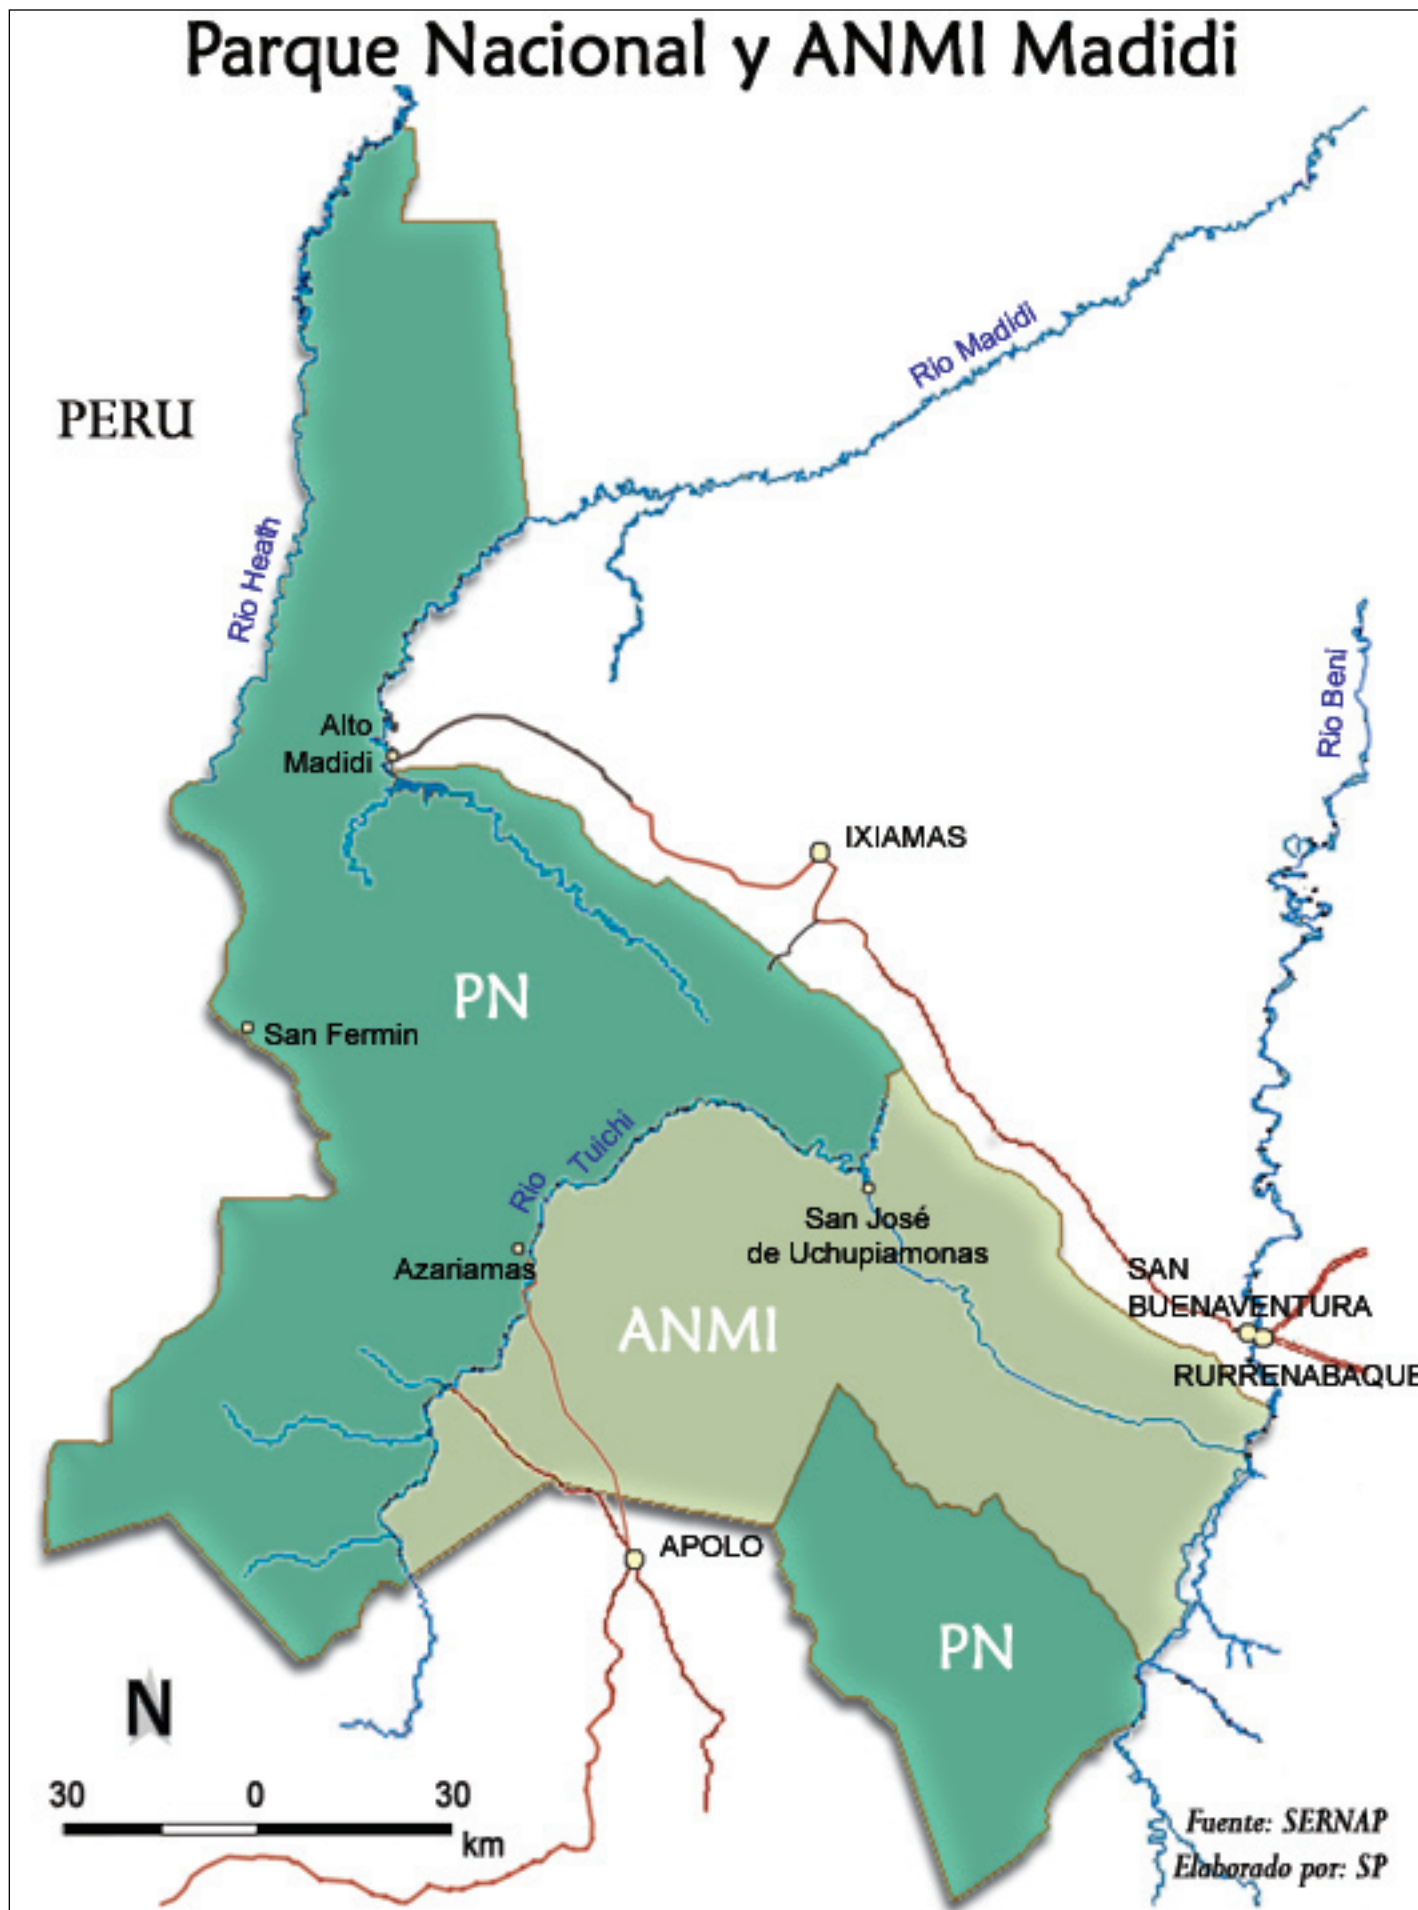 Parque Nacional y ANMI Madidi
Rio Madidi
PERU
Rio Heath
Rio Beni
Alto
Madidi
IXIAMAS
PN
San Fermin
Rio Tuichi
San José
de Uchupiamonas
Azariamas
SAN
BUENAVENTURA
ANMI
RURRENABAQUE
APOLO
PN
N
30 0 30
km
Fuente: SERNAP
Elaborado por: SP